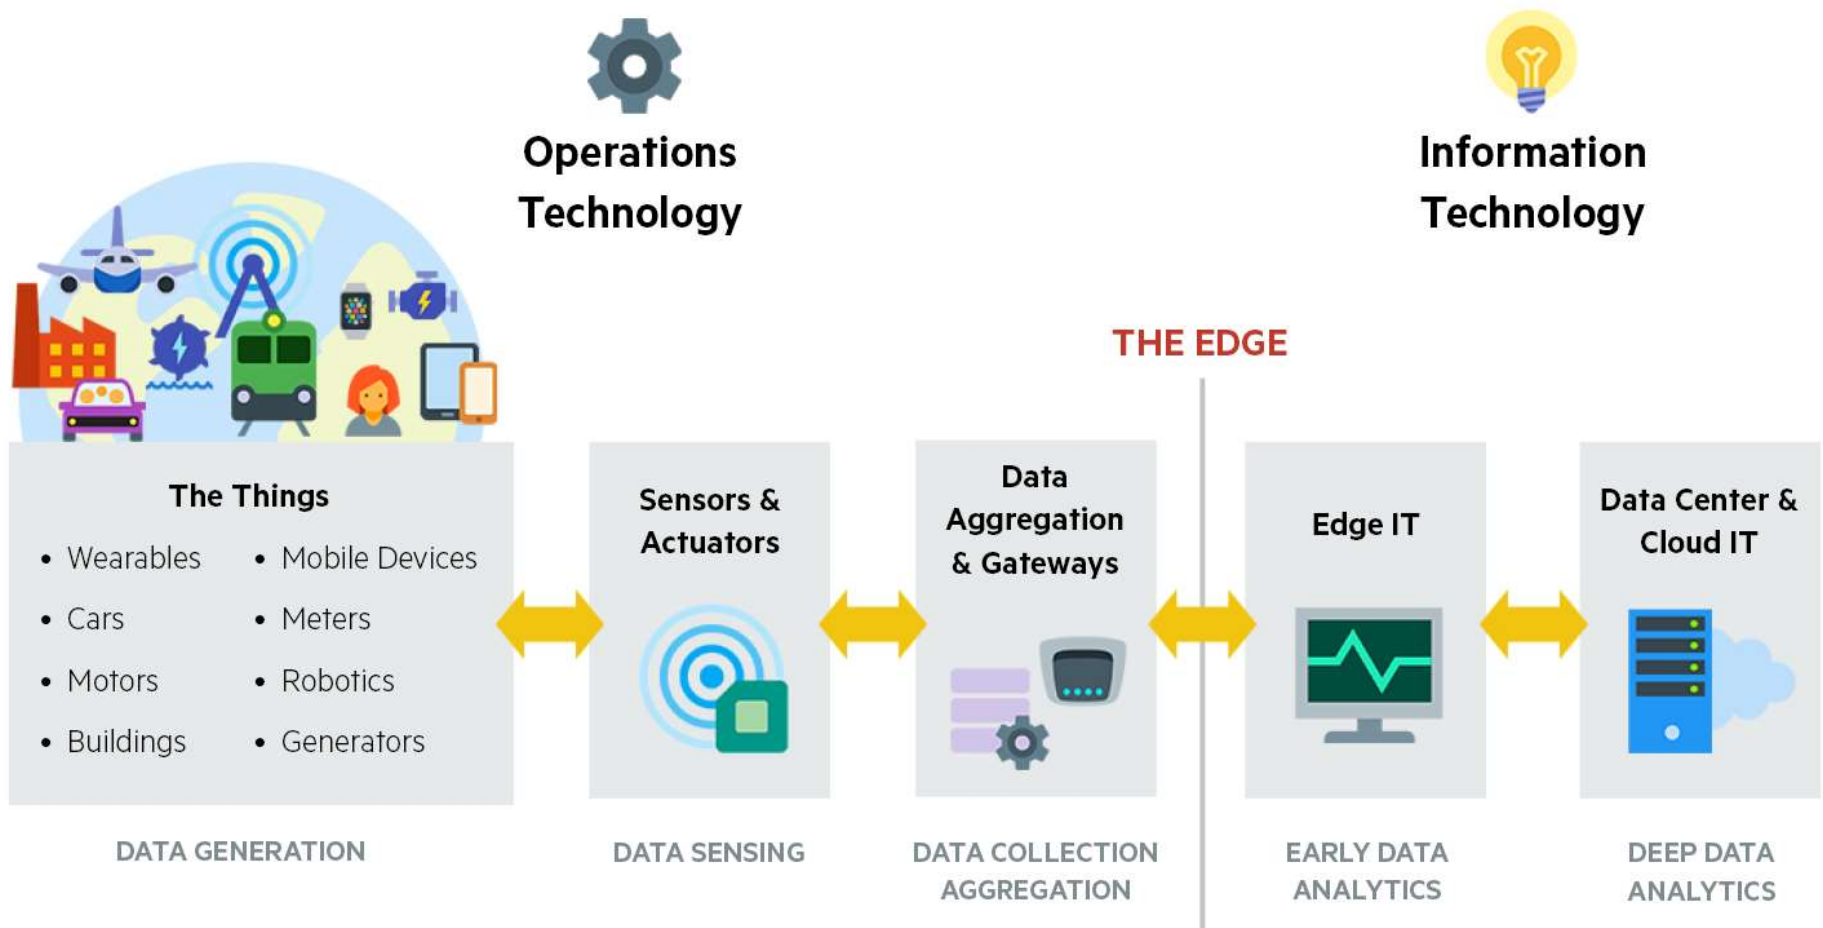 Operations
Technology
Information
Technology
THE EDGE
The Things
• Wearables
• Cars
• Motors
• Buildings
• Mobile Devices
• Meters
• Robotics
• Generators
Sensors &
Actuators
Data
Aggregation
& Gateways
Edge IT
Data Center &
Cloud IT
DATA GENERATION
DATA SENSING
DATA COLLECTION
AGGREGATION
EARLY DATA
ANALYTICS
DEEP DATA
ANALYTICS